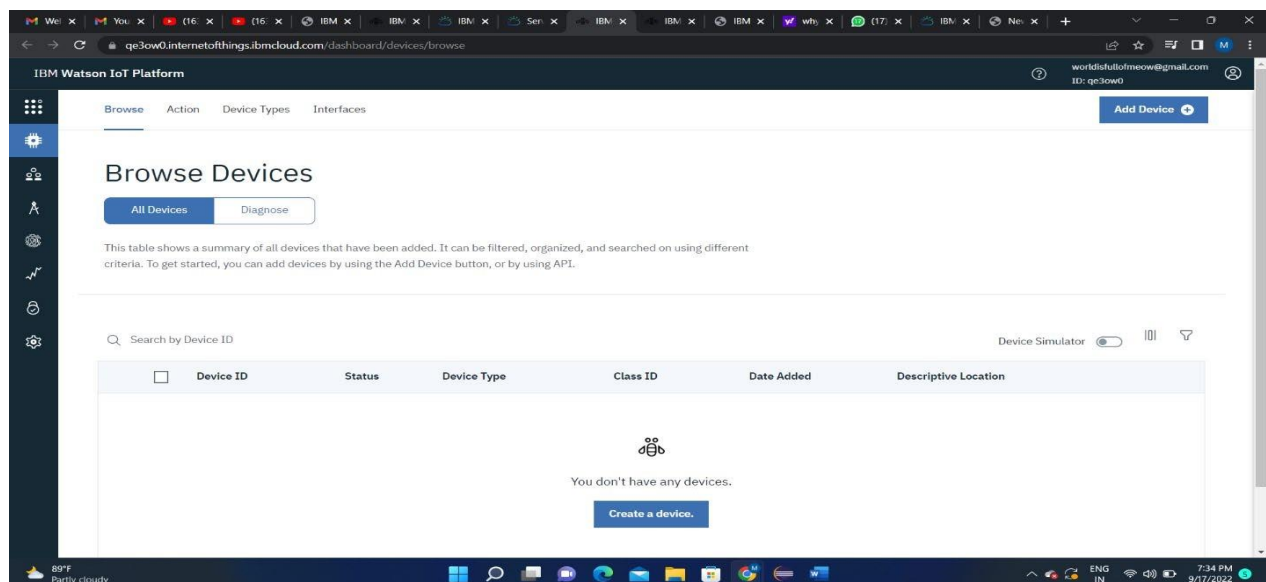 Wel
You
(16:
(16:
IBM
IBM
IBM
Ser
IBM
IBM
IBM
why
(17)
IBM
Nev
qe3ow0.internetofthings.ibmcloud.com/dashboard/devices/browse
M
IBM Watson IoT Platform
worldisfullofmeow@gmail.com
ID: qe3ow0
Browse Action Device Types Interfaces
Add Device
Browse Devices
All Devices Diagnose
This table shows a summary of all devices that have been added. It can be filtered, organized, and searched on using different
criteria. To get started, you can add devices by using the Add Device button, or by using API.
Search by Device ID
Device Simulator
Device ID Status Device Type Class ID Date Added Descriptive Location
You don't have any devices.
Create a device.
89°F
Partly cloudy
ENG
IN
7:34 PM
9/17/2022